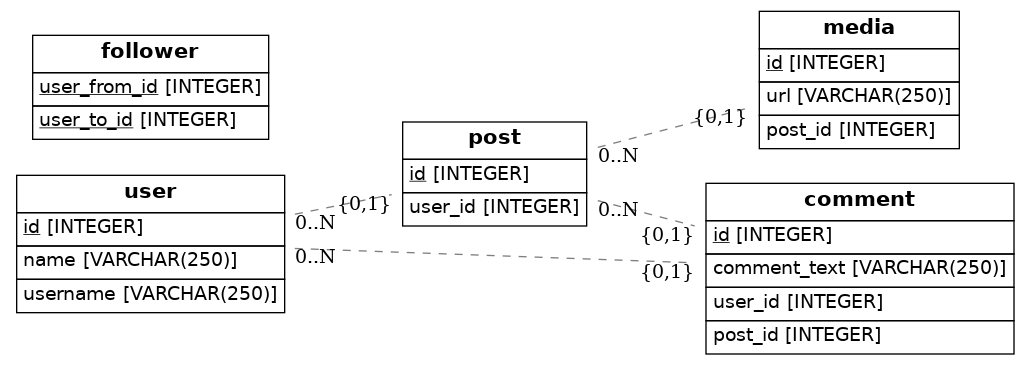 follower
user_from_id [INTEGER]
user_to_id [INTEGER]
user
id [INTEGER]
name [VARCHAR(250)]
username [VARCHAR(250)]
0..N
{0,1}
0..N
{0,1}
post
id [INTEGER]
user_id [INTEGER]
0..N
{0,1}
0..N
{0,1}
media
id [INTEGER]
url [VARCHAR(250)]
post_id [INTEGER]
comment
id [INTEGER]
comment_text [VARCHAR(250)]
user_id [INTEGER]
post_id [INTEGER]